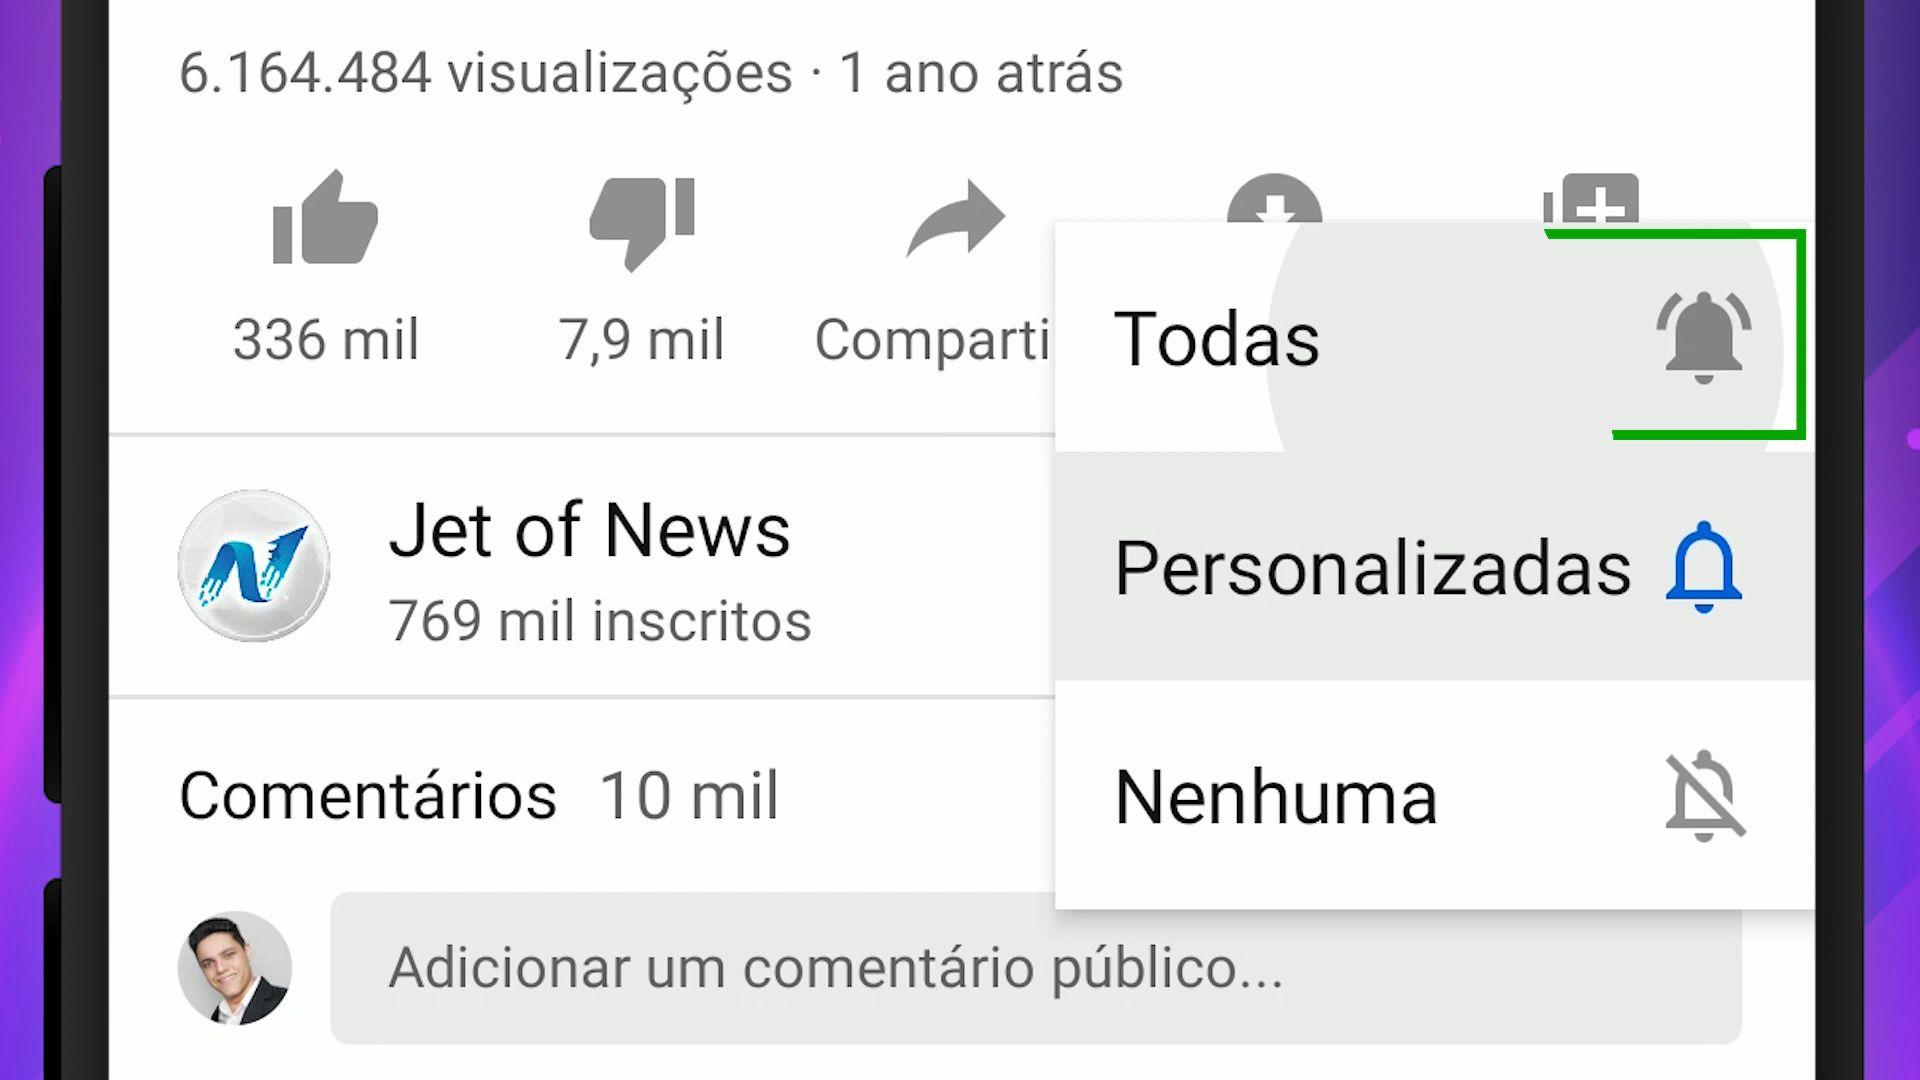 6.164.484 visualizações · 1 ano atrás
336 mil
7,9 mil
Comparti
Todas
Personalizadas
Nenhuma
Jet of News
769 mil inscritos
Comentários 10 mil
Adicionar um comentário público...